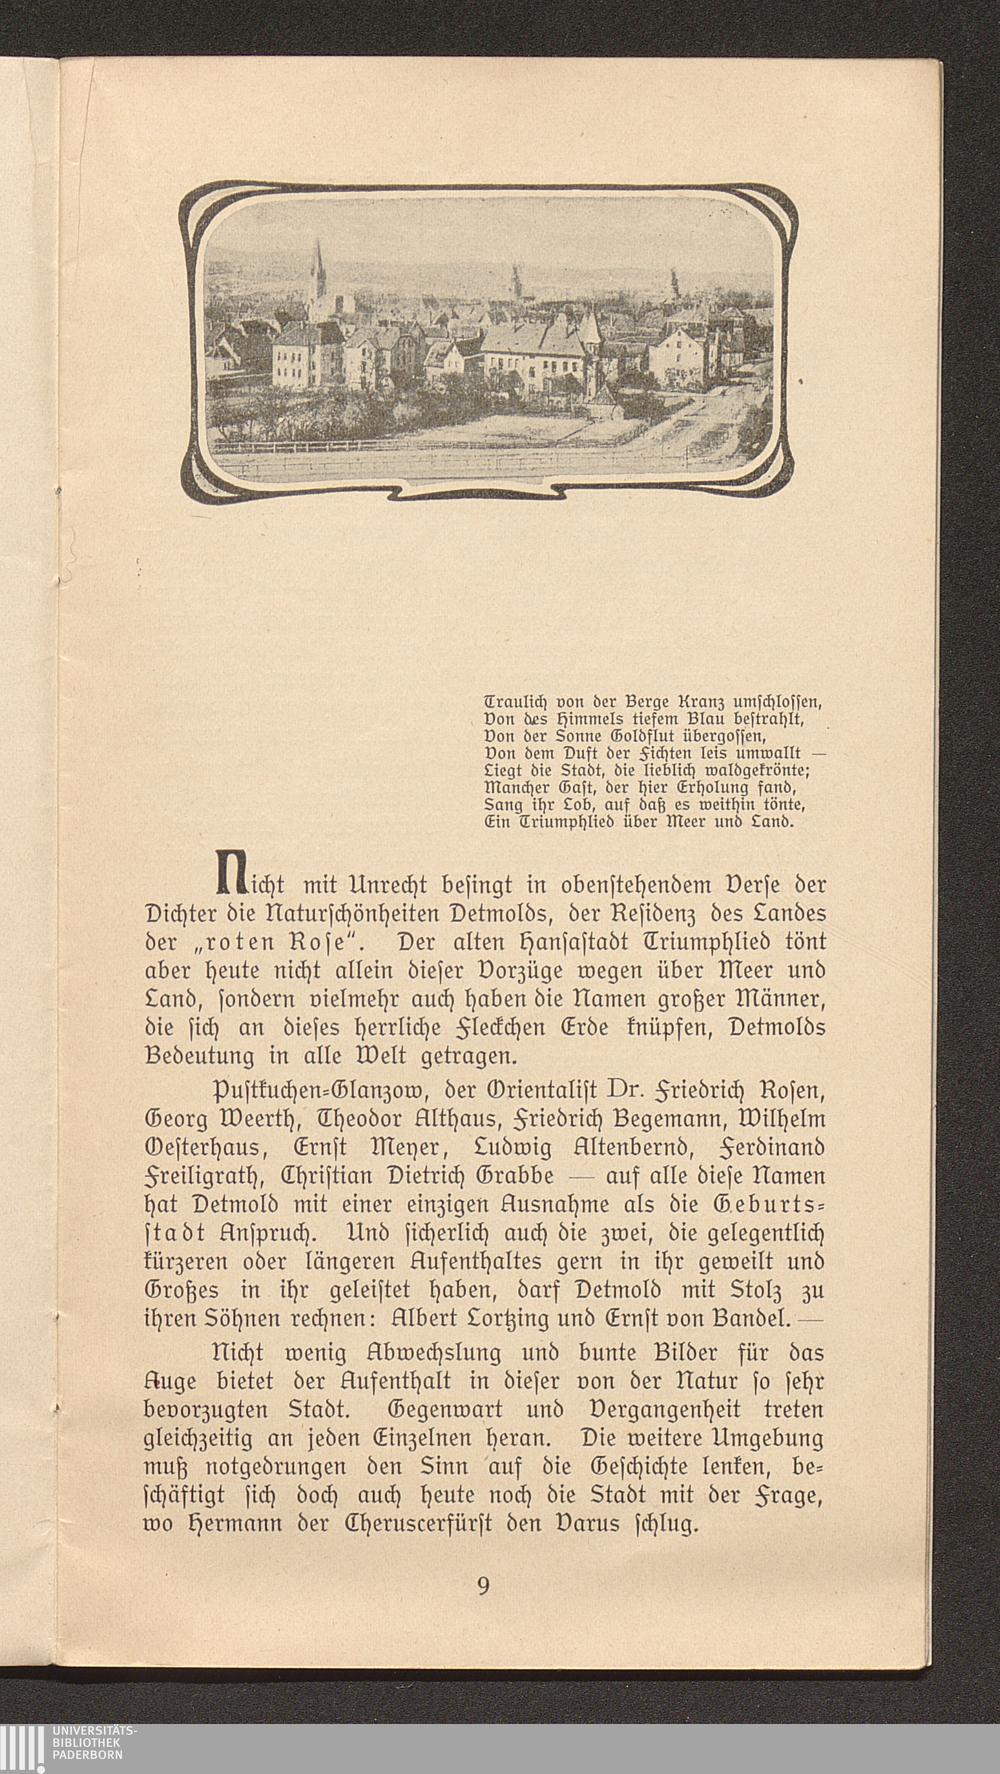 Traulich von der Berge Kranz umschlossen,
Von des Himmels tiefem Blau bestrahlt,
Von der Sonne Goldflut übergossen,
Von dem Duft der Fichten leis umwallt —
Liegt die Stadt, die lieblich waldgekrönte;
Mancher Gast, der hier Erholung fand,
Sang ihr Lob, auf daß es weithin tönte,
Ein Triumphlied über Meer und Land.
Nicht mit Unrecht besingt in obenstehendem Verse der
Dichter die Naturschönheiten Detmolds, der Residenz des Landes
der „roten Rose“. Der alten Hansastadt Triumphlied tönt
aber heute nicht allein dieser Vorzüge wegen über Meer und
Land, sondern vielmehr auch haben die Namen großer Männer,
die sich an dieses herrliche Fleckchen Erde knüpfen, Detmolds
Bedeutung in alle Welt getragen.
Pustkuchen-Glanzow, der Orientalist Dr. Friedrich Rosen,
Georg Weerth, Theodor Althaus, Friedrich Begemann, Wilhelm
Oesterhaus, Ernst Meyer, Ludwig Altenbernd, Ferdinand
Freiligrath, Christian Dietrich Grabbe — auf alle diese Namen
hat Detmold mit einer einzigen Ausnahme als die Geburts-
stadt Anspruch. Und sicherlich auch die zwei, die gelegentlich
kürzeren oder längeren Aufenthaltes gern in ihr geweilt und
Großes in ihr geleistet haben, darf Detmold mit Stolz zu
ihren Söhnen rechnen: Albert Lortzing und Ernst von Bandel. —
Nicht wenig Abwechslung und bunte Bilder für das
Auge bietet der Aufenthalt in dieser von der Natur so sehr
bevorzugten Stadt. Gegenwart und Vergangenheit treten
gleichzeitig an jeden Einzelnen heran. Die weitere Umgebung
muß notgedrungen den Sinn auf die Geschichte lenken, be-
schäftigt sich doch auch heute noch die Stadt mit der Frage,
wo Hermann der Cheruscerfürst den Varus schlug.
9
UNIVERSITÄTS-
BIBLIOTHEK
PADERBORN